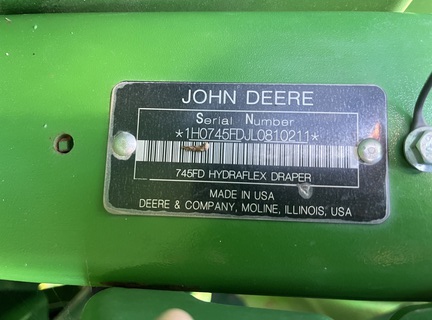 JOHN DEERE
Serial Number
*1H0745FDJL0810211*
745FD HYDRAFLEX DRAPER
MADE IN USA
DEERE & COMPANY, MOLINE, ILLINOIS, USA